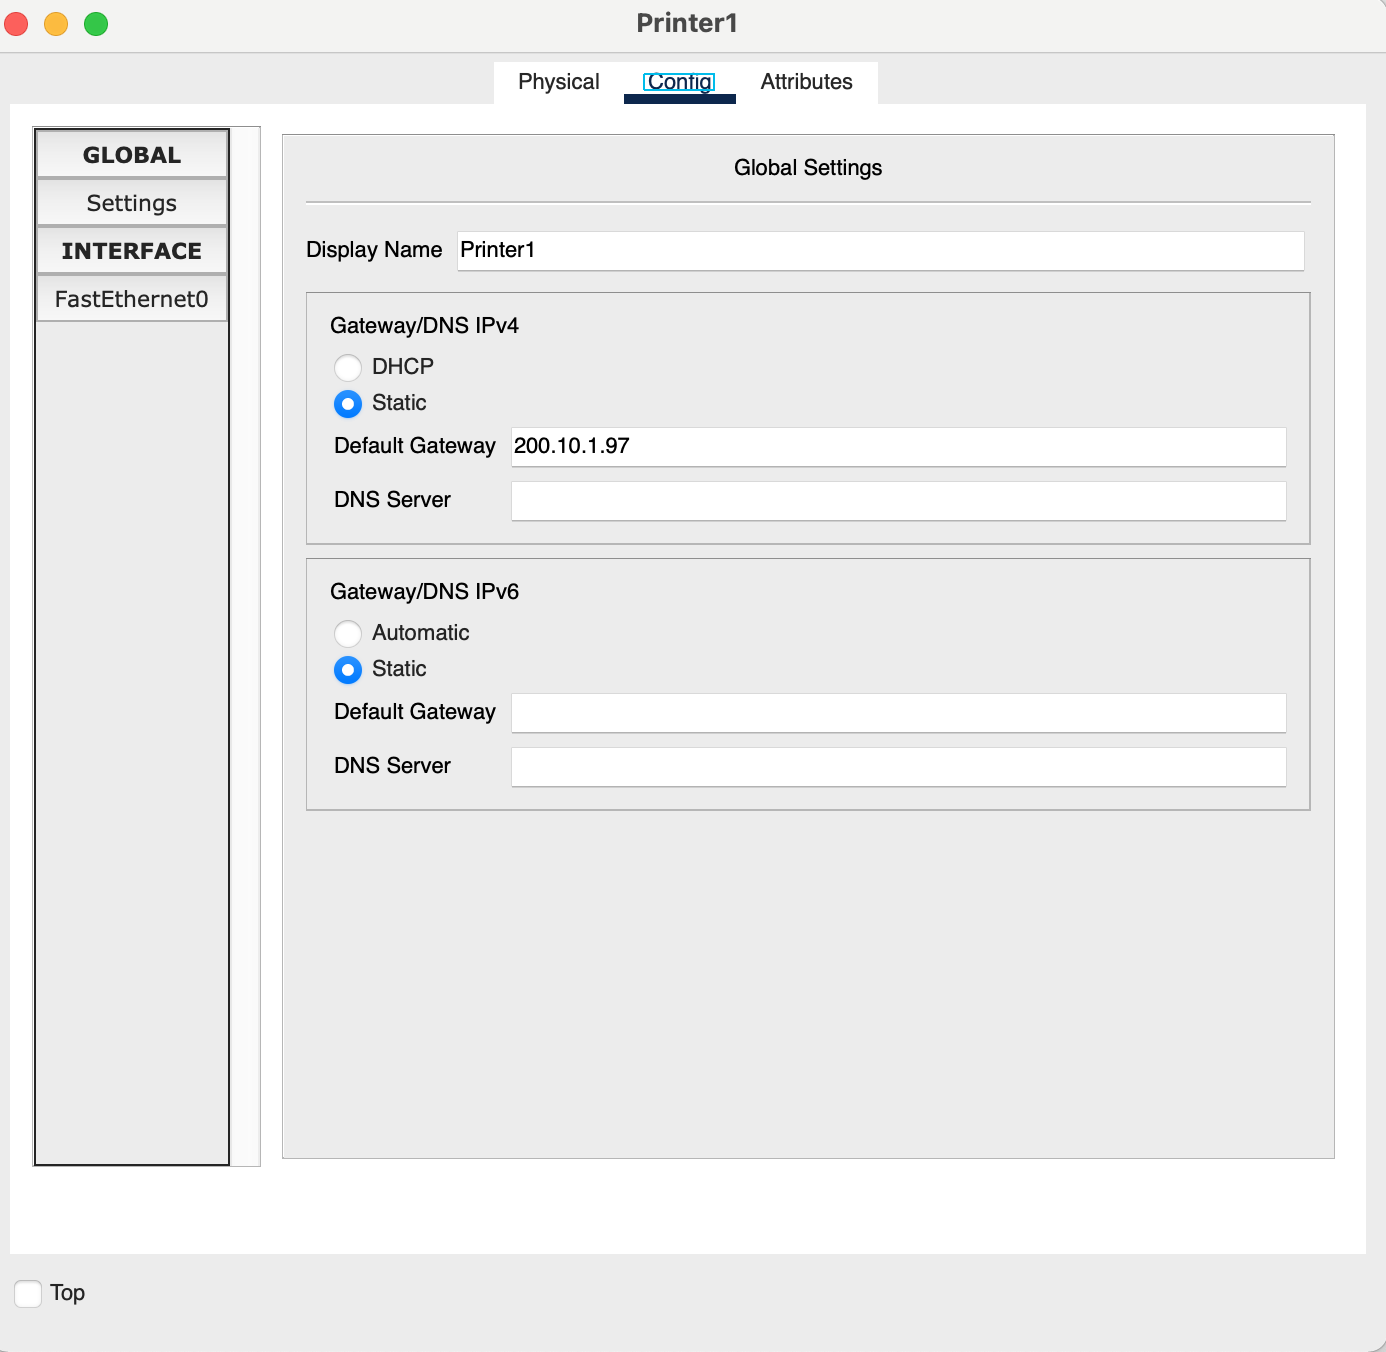 Printer1
Physical Config Attributes
GLOBAL
Settings
INTERFACE
FastEthernet0
Global Settings
Display Name Printer1
Gateway/DNS IPv4
DHCP
Static
Default Gateway 200.10.1.97
DNS Server
Gateway/DNS IPv6
Automatic
Static
Default Gateway
DNS Server
Top